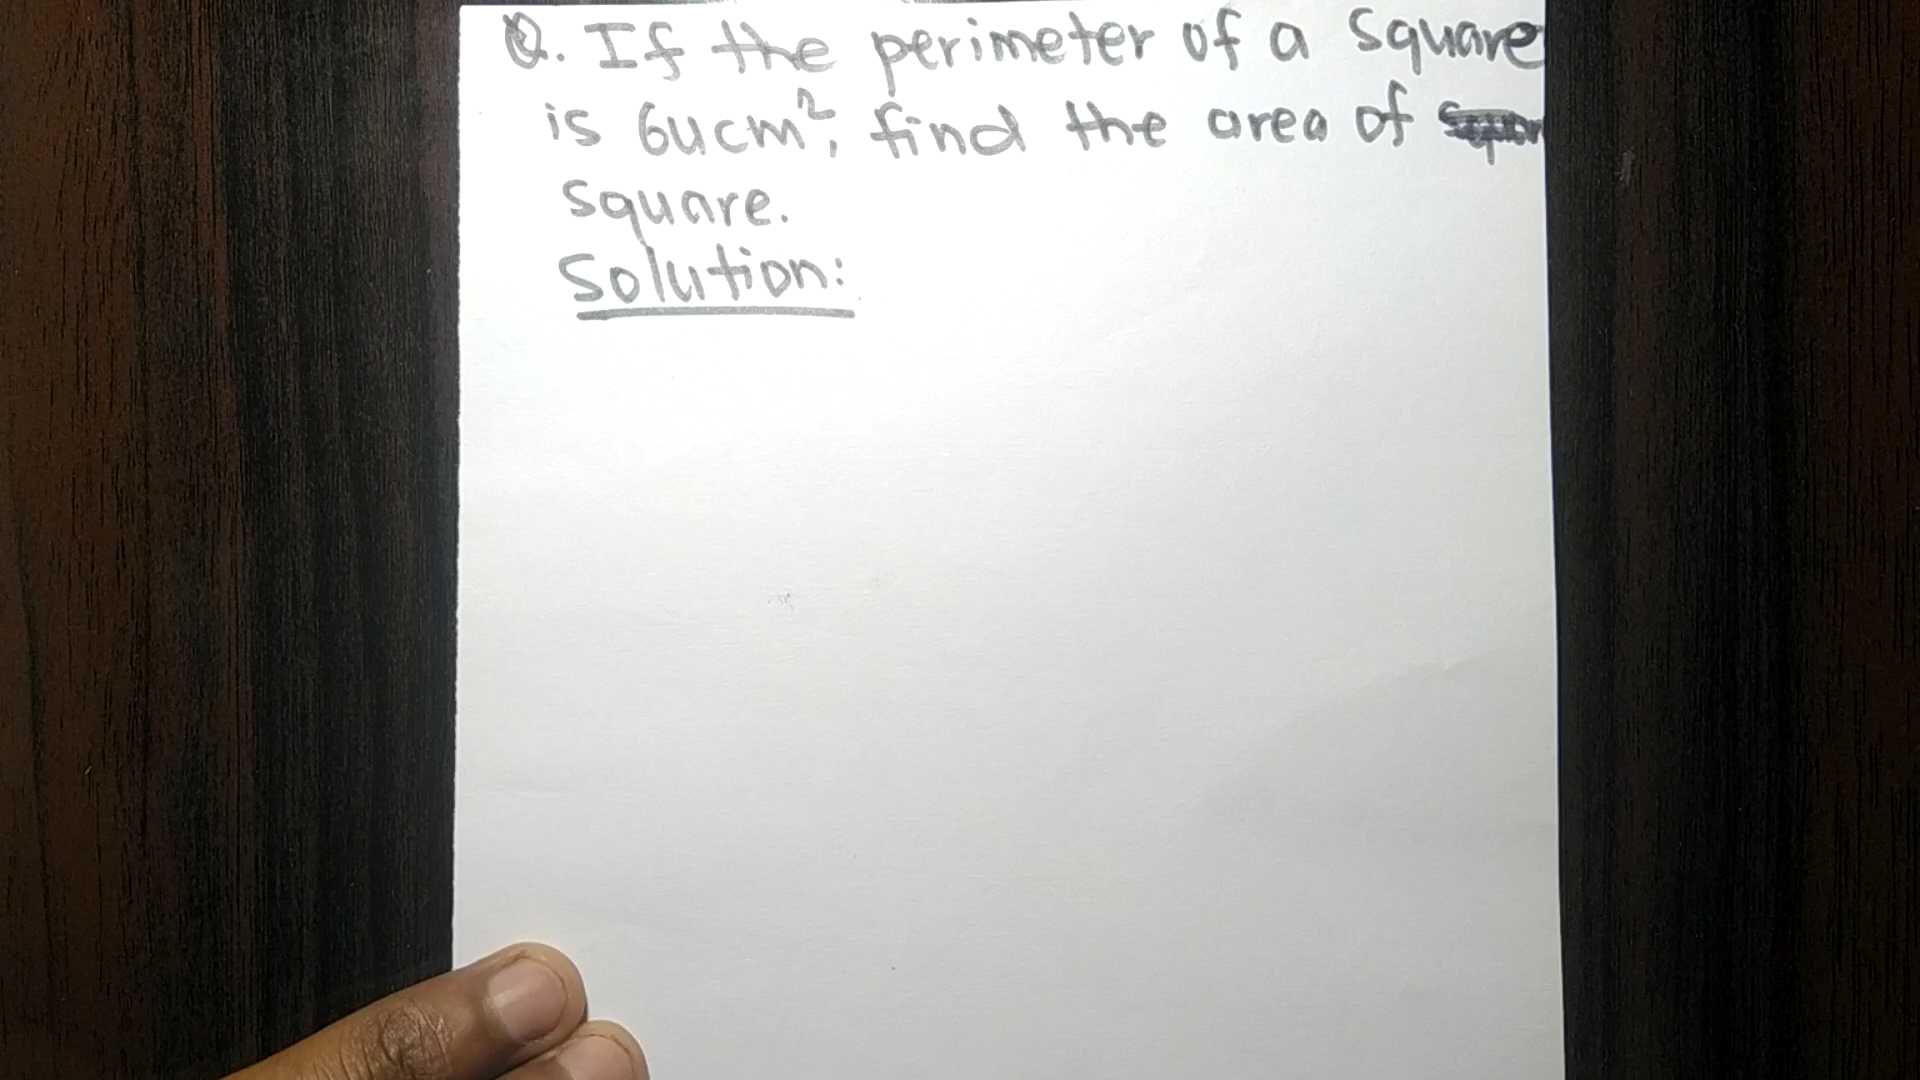 Q. If the perimeter of a square
is 64cm², find the area of
square.
Solution: